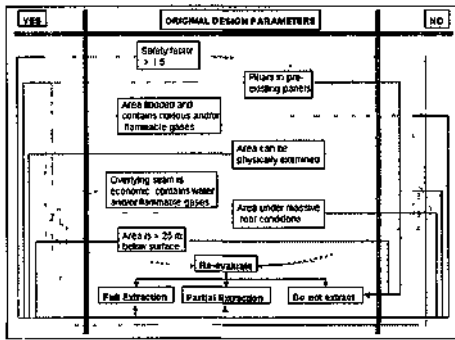 YES
ORIGINAL DESIGN PARAMETERS
NO
Safety factor
> 1.5
Pillars in pre-
existing panels
Area flooded and
contains noxious and/or
flammable gases
Area can be
physically examined
Overlying seam is
economic, contains water
and/or flammable gases
Area under massive
roof conditions
Area is > 25 m
below surface
Re-evaluate
Full Extraction
Partial Extraction
Do not extract